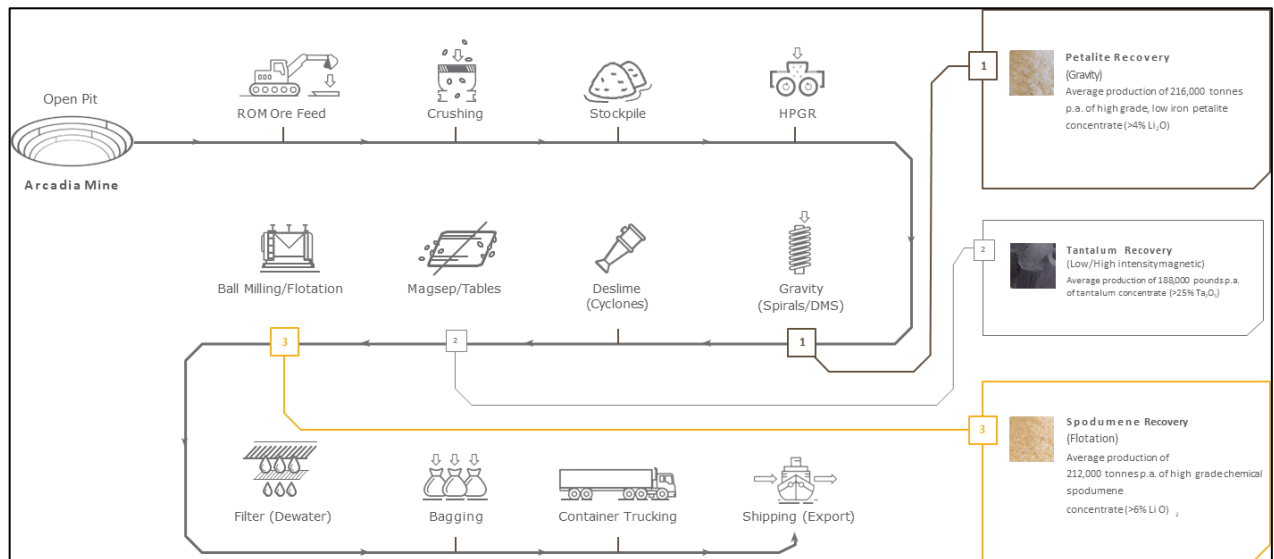 Open Pit
Arcadia Mine
ROM Ore Feed
Crushing
Stockpile
HPGR
1
Petalite Recovery
(Gravity)
Average production of 216,000 tonnes
p.a. of high grade, low iron petalite
concentrate (>4% Li₂O)
Ball Milling/Flotation
Magsep/Tables
Deslime
(Cyclones)
Gravity
(Spirals/DMS)
2
Tantalum Recovery
(Low/High intensitymagnetic)
Average production of 188,000 pounds p.a.
of tantalum concentrate (>25% Ta₂O₅)
3
2
1
3
Spodumene Recovery
(Flotation)
Average production of
212,000 tonnes p.a. of high grade chemical
spodumene
concentrate (>6% Li O) ₂
Filter (Dewater)
Bagging
Container Trucking
Shipping (Export)